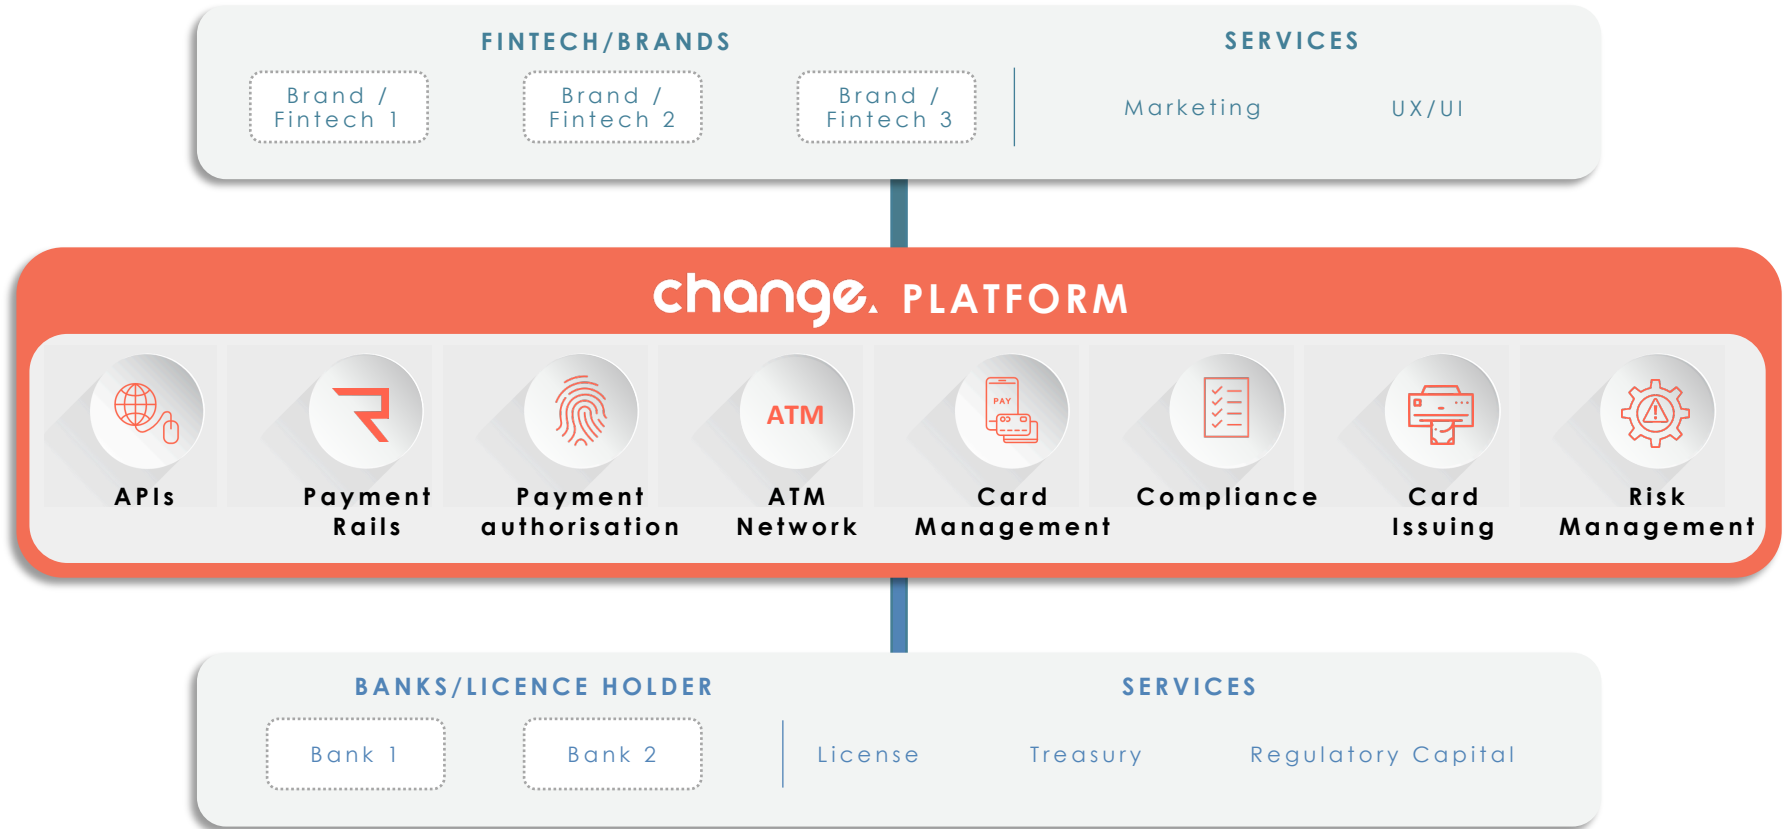 FINTECH/BRANDS
SERVICES
Brand /
Fintech 1
Brand /
Fintech 2
Brand /
Fintech 3
Marketing
UX/UI
change. PLATFORM
ATM
PAY
APIs
Payment
Rails
Payment
authorisation
ATM
Network
Card
Management
Compliance
Card
Issuing
Risk
Management
BANKS/LICENCE HOLDER
SERVICES
Bank 1
Bank 2
License
Treasury
Regulatory Capital